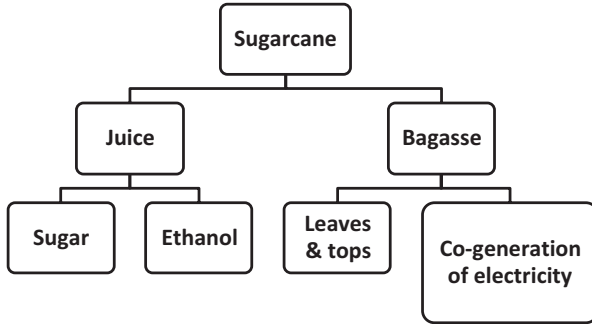 Sugarcane
Juice
Bagasse
Sugar
Ethanol
Leaves
& tops
Co-generation
of electricity